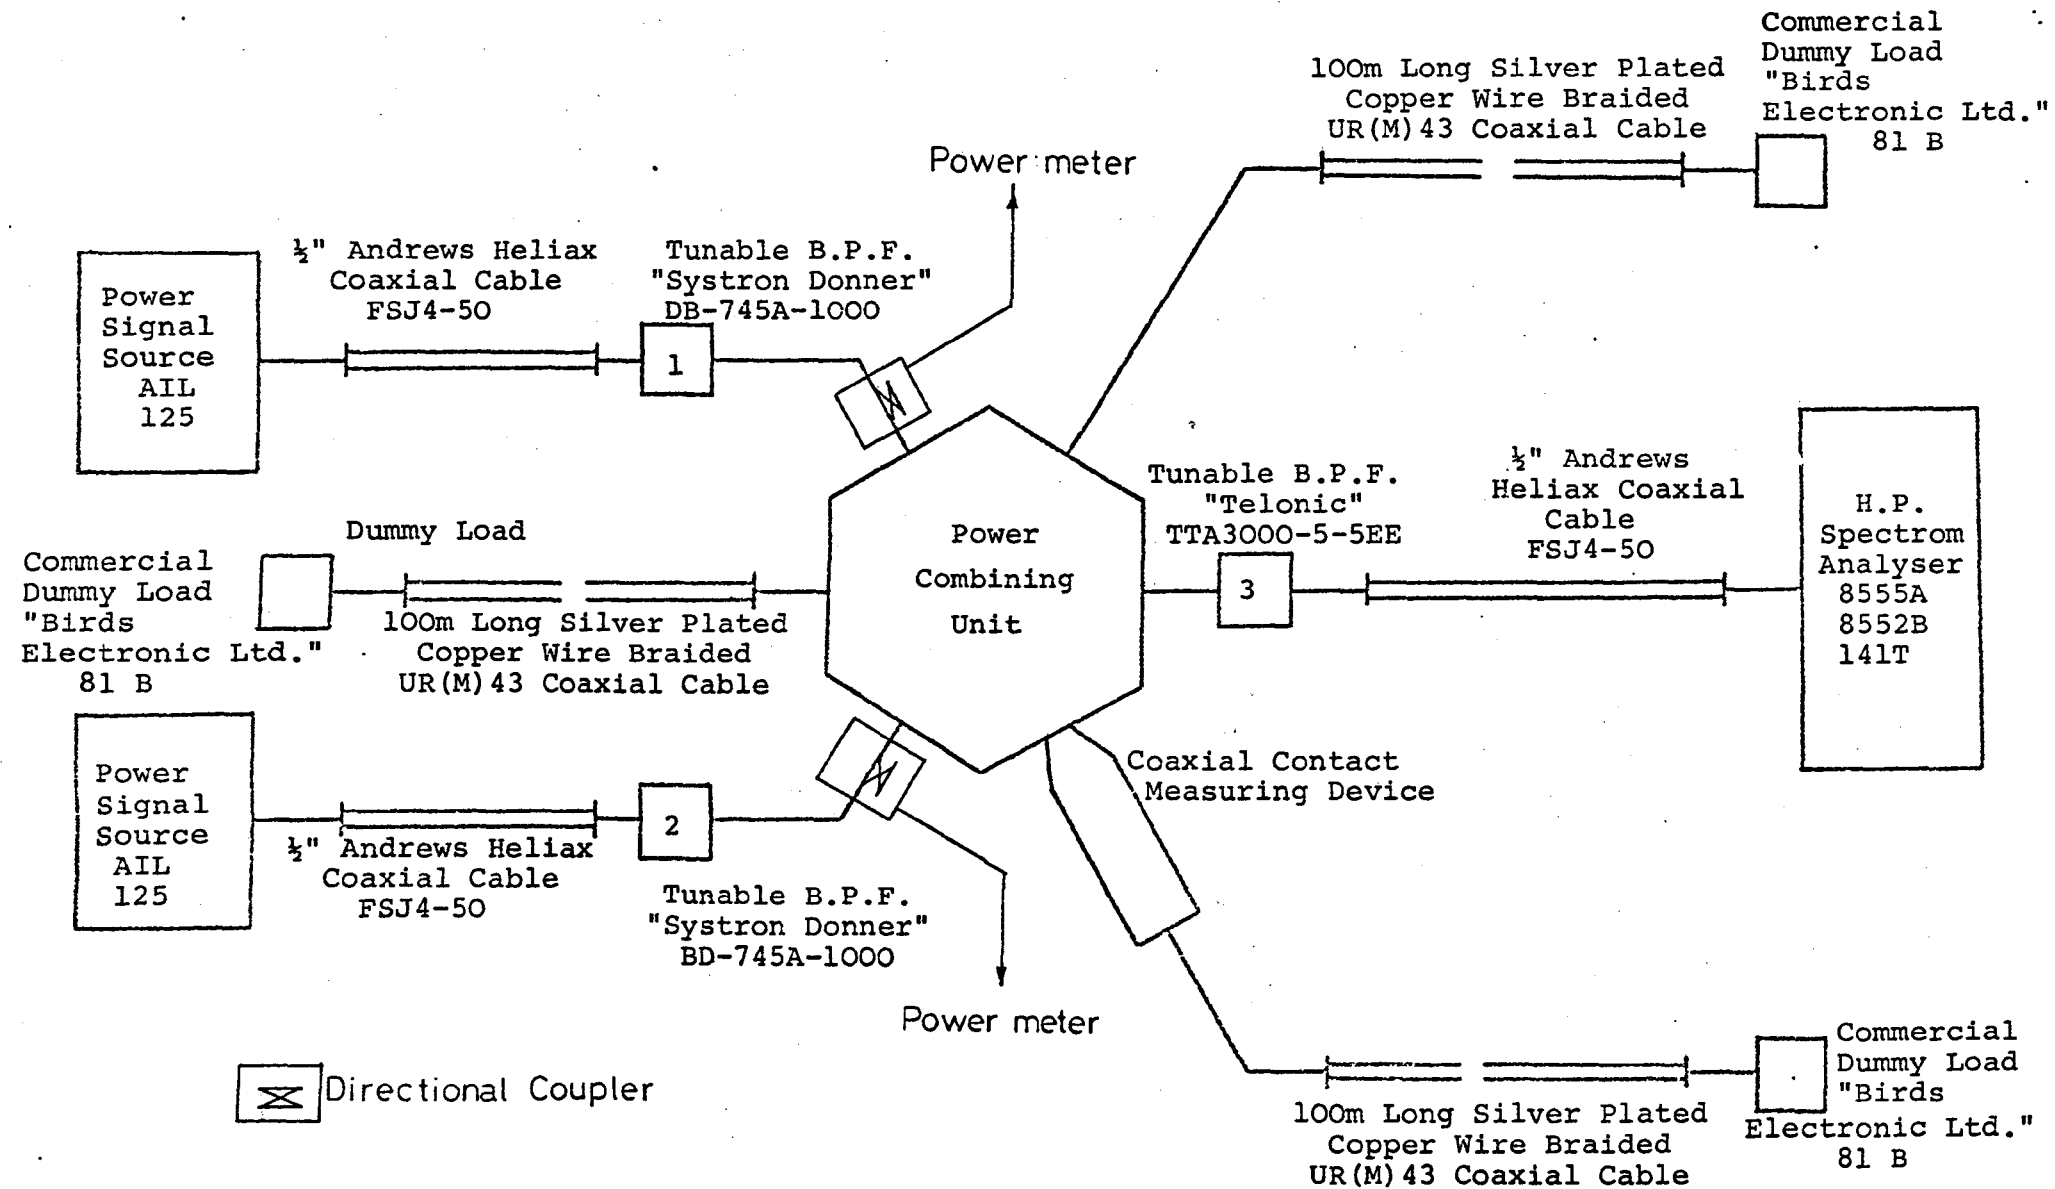 Commercial
Dummy Load
"Birds
Electronic Ltd."
81 B
100m Long Silver Plated
Copper Wire Braided
UR(M)43 Coaxial Cable
Power meter
½" Andrews Heliax
Coaxial Cable
FSJ4-50
Tunable B.P.F.
"Systron Donner"
DB-745A-1000
Power
Signal
Source
AIL
125
1
Tunable B.P.F.
"Telonic"
TTA3000-5-5EE
½" Andrews
Heliax Coaxial
Cable
FSJ4-50
H.P.
Spectrom
Analyser
8555A
8552B
141T
Dummy Load
Commercial
Dummy Load
"Birds
Electronic Ltd."
81 B
100m Long Silver Plated
Copper Wire Braided
UR(M)43 Coaxial Cable
Power
Combining
Unit
3
Power
Signal
Source
AIL
125
½" Andrews Heliax
Coaxial Cable
FSJ4-50
2
Tunable B.P.F.
"Systron Donner"
BD-745A-1000
Coaxial Contact
Measuring Device
Power meter
Directional Coupler
Commercial
Dummy Load
"Birds
Electronic Ltd."
81 B
100m Long Silver Plated
Copper Wire Braided
UR(M)43 Coaxial Cable